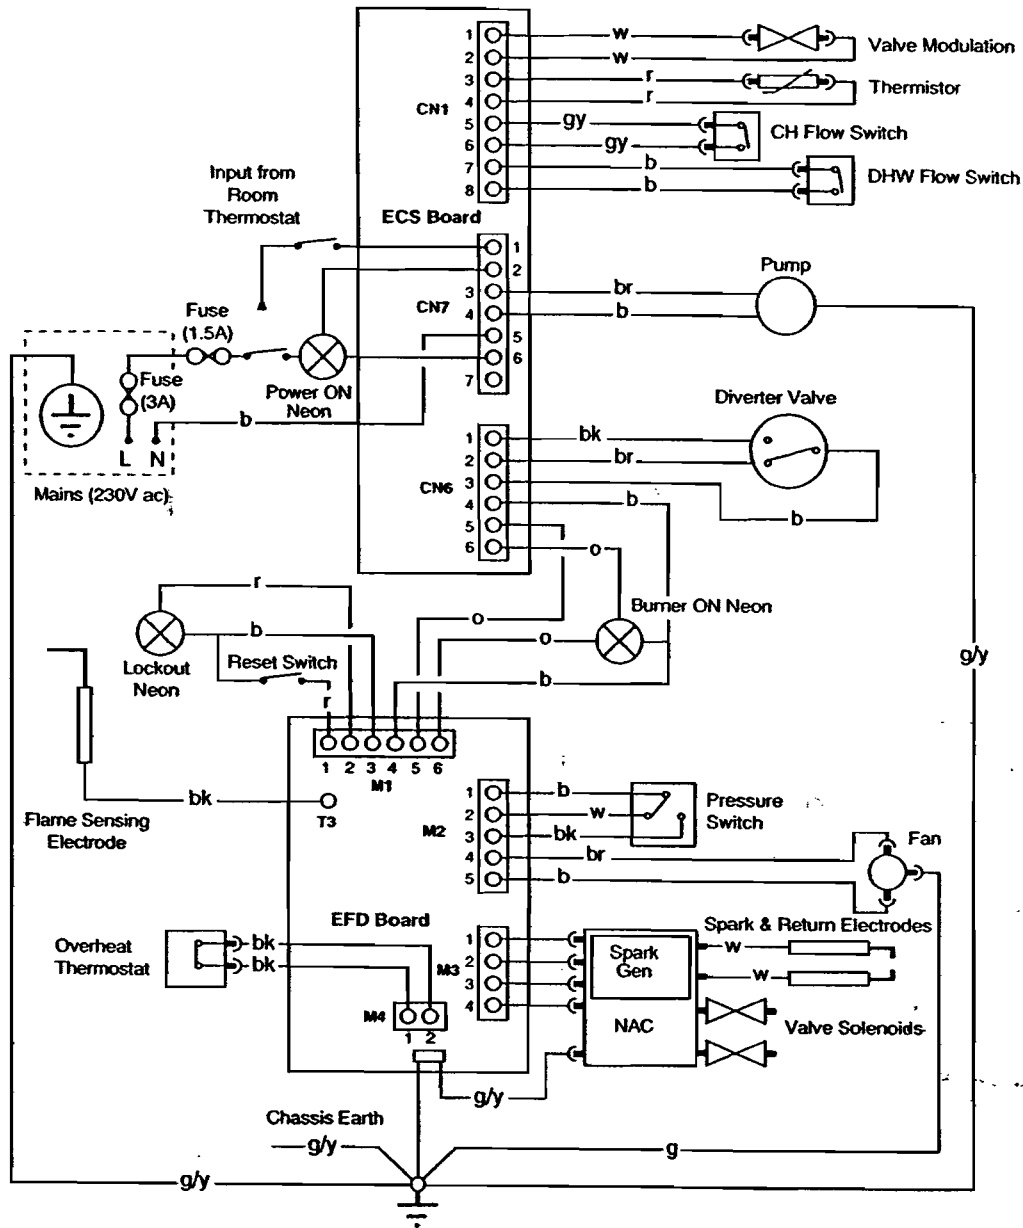 1 w Valve Modulation
2 w
3 r Thermistor
CN1 4 r
5 gy CH Flow Switch
6 gy
7 b DHW Flow Switch
8 b
Input from
Room
Thermostat
ECS Board
1
2
CN7 3 br Pump
4 b
5
6
7
Fuse
(1.5A)
Fuse
(3A)
Power ON
Neon
b
L N
Mains (230V ac)
Diverter Valve
1 bk
2 br
CN6 3 b
4 b
5
6 o
r
b
Lockout
Neon
Reset Switch
r
o
o
b
Burner ON Neon
g/y
1 2 3 4 5 6
M1
bk
T3
Flame Sensing
Electrode
M2
1 b
2 w
3 bk
4 br
5 b
Pressure
Switch
Fan
EFD Board
Overheat
Thermostat
bk
bk
M3
1
2
3
4
M4
1 2
Spark
Gen
NAC
Spark & Return Electrodes
w
w
Valve Solenoids
g/y
Chassis Earth
g/y
g
g/y